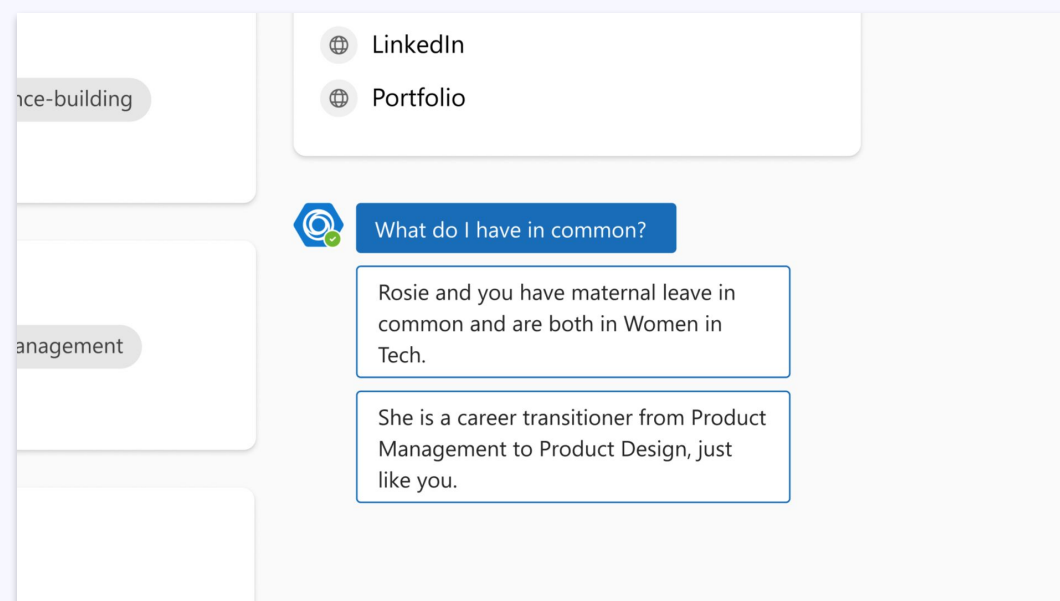 LinkedIn
nce-building
Portfolio
What do I have in common?
Rosie and you have maternal leave in
common and are both in Women in
Tech.
anagement
She is a career transitioner from Product
Management to Product Design, just
like you.